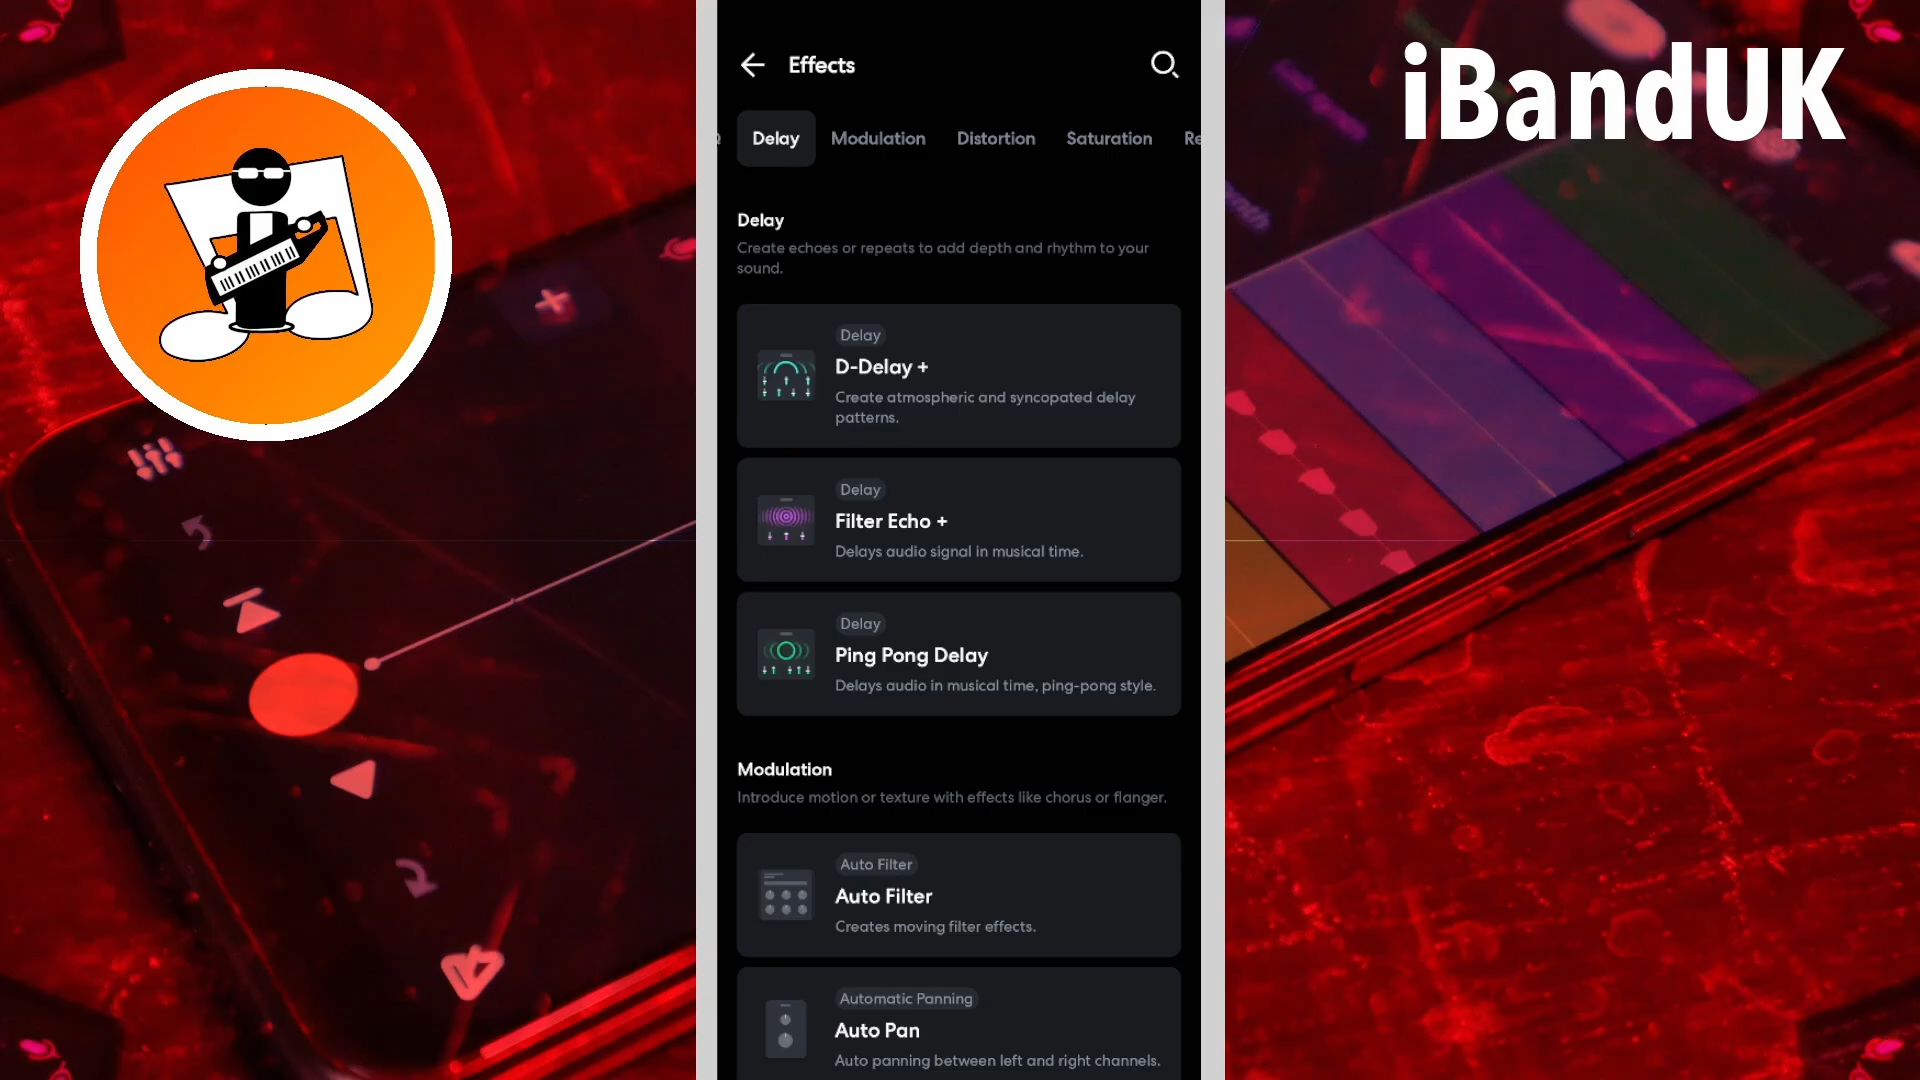 iBandUK
Effects
Delay
Modulation
Distortion
Saturation
Re
Delay
Create echoes or repeats to add depth and rhythm to your
sound.
Delay
D-Delay +
Create atmospheric and syncopated delay
patterns.
Delay
Filter Echo +
Delays audio signal in musical time.
Delay
Ping Pong Delay
Delays audio in musical time, ping-pong style.
Modulation
Introduce motion or texture with effects like chorus or flanger.
Auto Filter
Auto Filter
Creates moving filter effects.
Automatic Panning
Auto Pan
Auto panning between left and right channels.